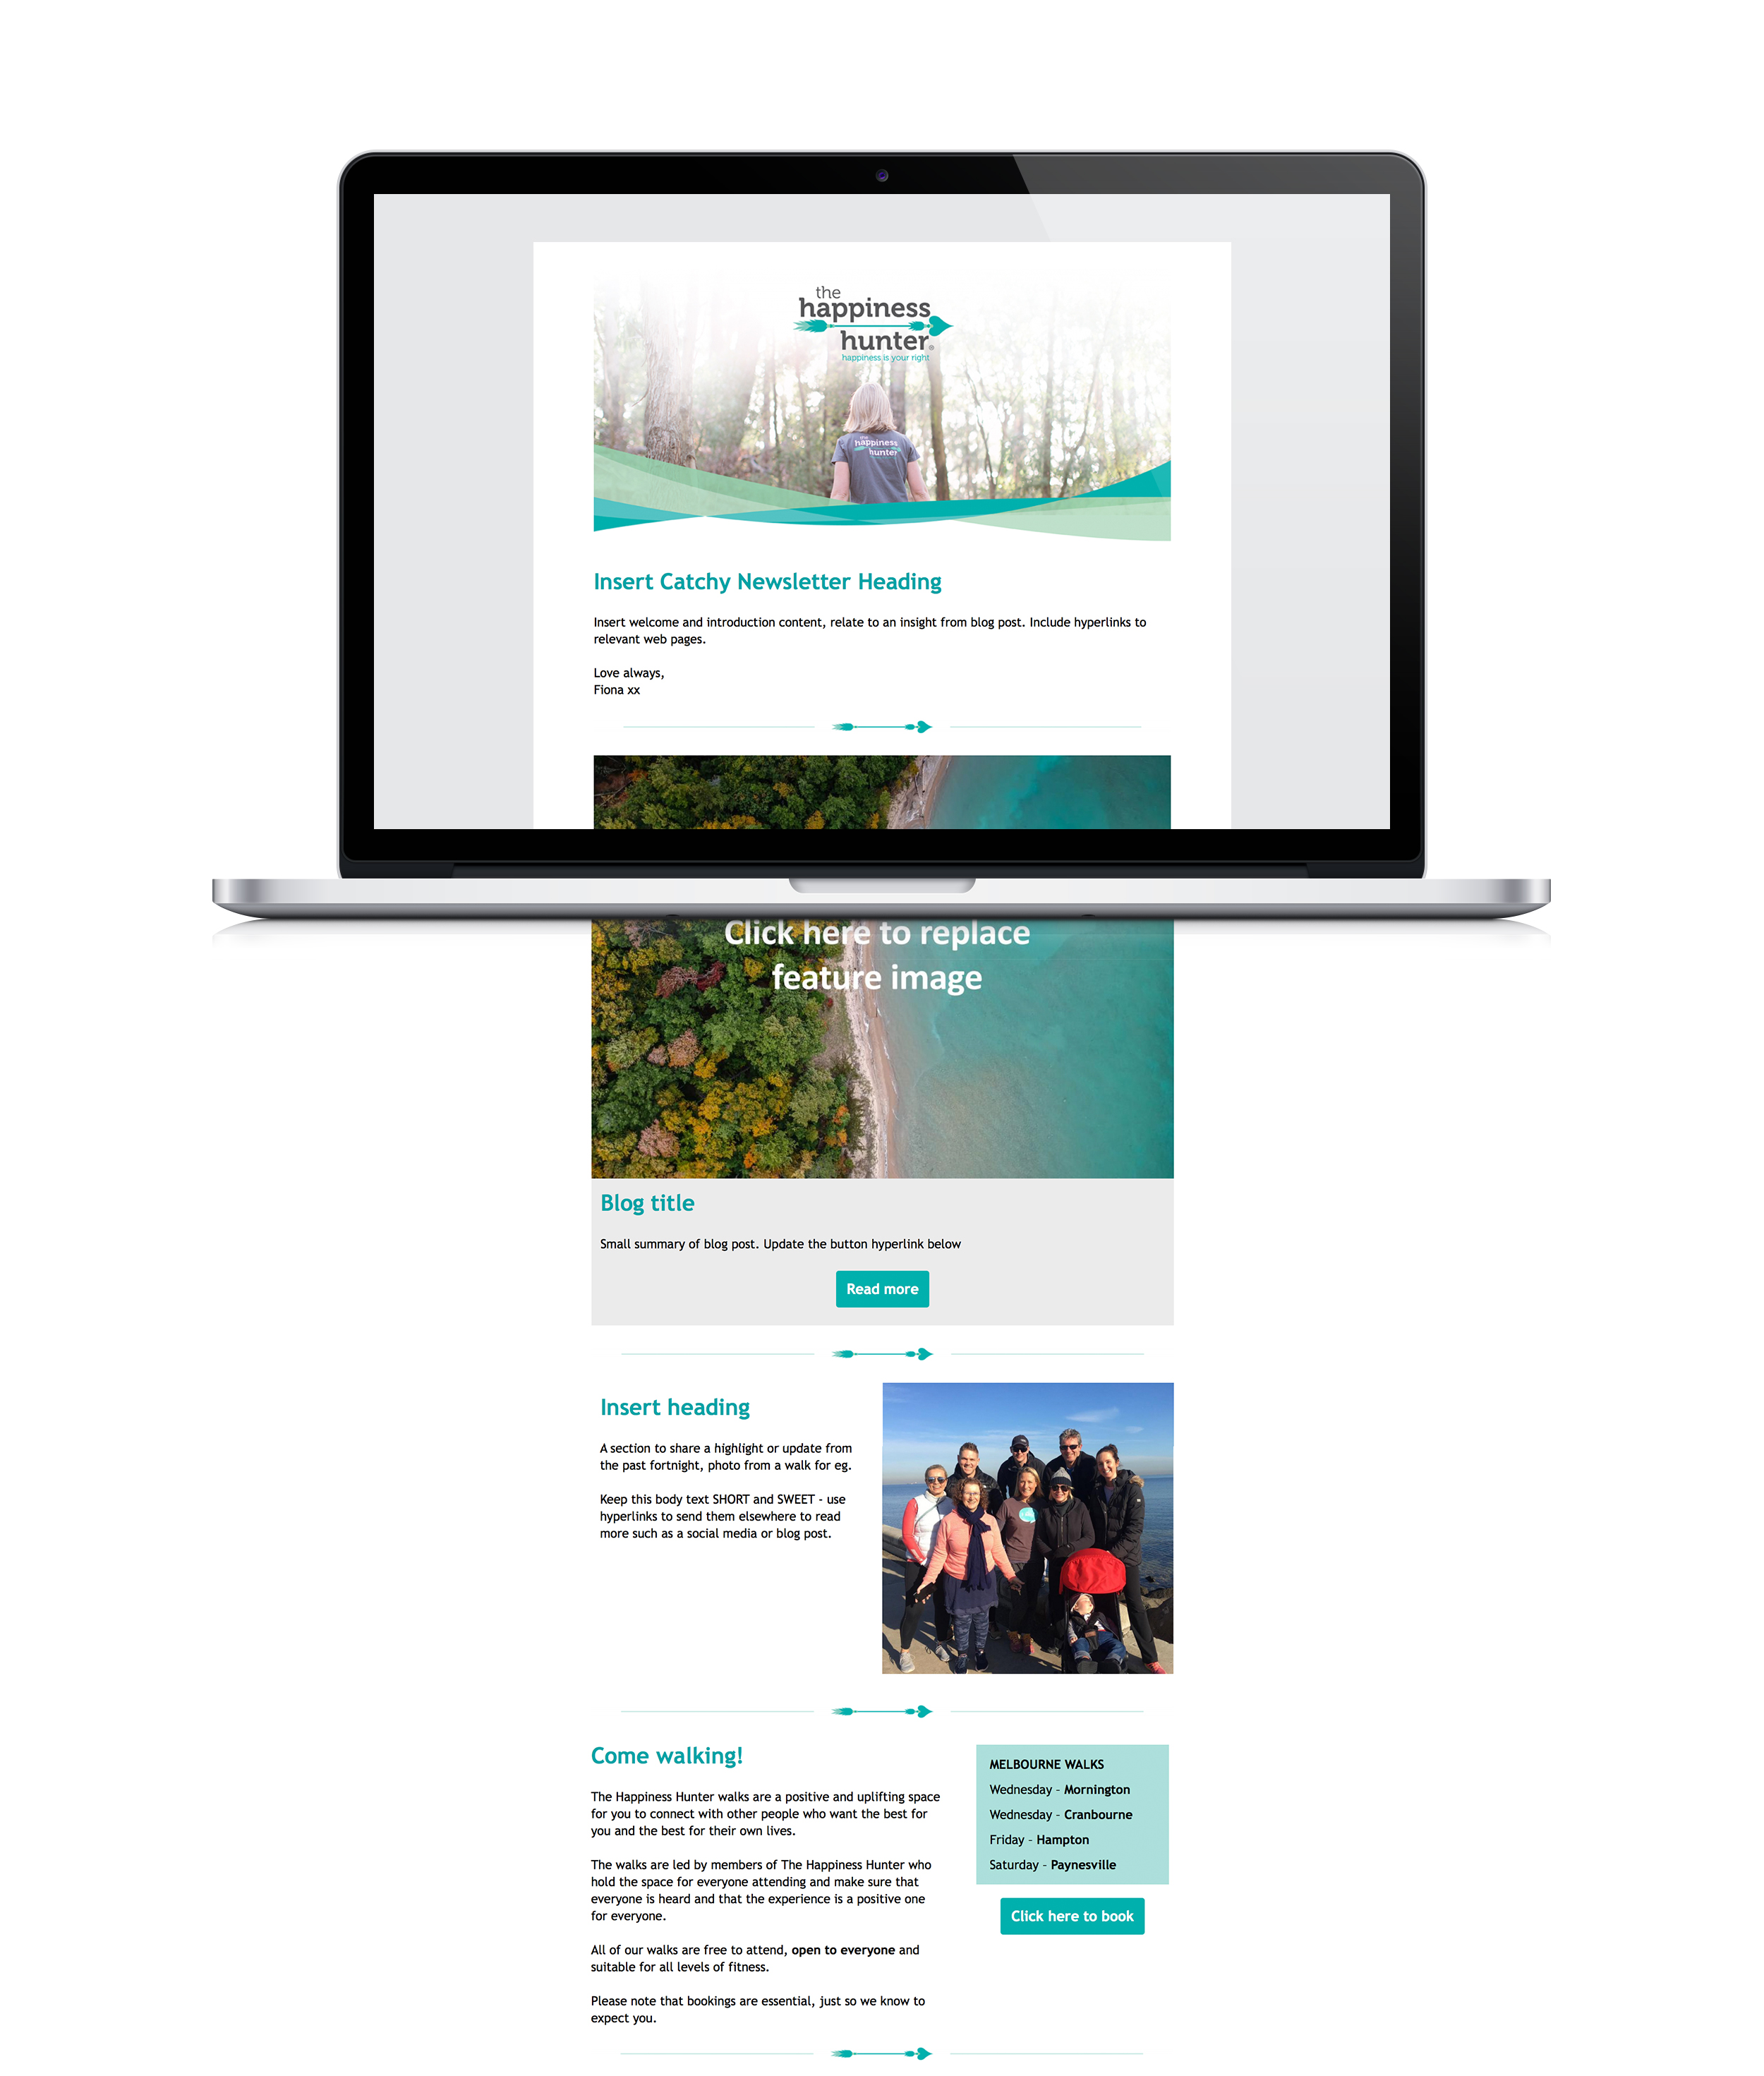 the
happiness
hunter®
happiness is your right
the
happiness
hunter
Insert Catchy Newsletter Heading
Insert welcome and introduction content, relate to an insight from blog post. Include hyperlinks to
relevant web pages.
Love always,
Fiona xx
Click here to replace
feature image
Blog title
Small summary of blog post. Update the button hyperlink below
Read more
Insert heading
A section to share a highlight or update from
the past fortnight, photo from a walk for eg.
Keep this body text SHORT and SWEET - use
hyperlinks to send them elsewhere to read
more such as a social media or blog post.
Come walking!
The Happiness Hunter walks are a positive and uplifting space
for you to connect with other people who want the best for
you and the best for their own lives.
The walks are led by members of The Happiness Hunter who
hold the space for everyone attending and make sure that
everyone is heard and that the experience is a positive one
for everyone.
All of our walks are free to attend, open to everyone and
suitable for all levels of fitness.
Please note that bookings are essential, just so we know to
expect you.
MELBOURNE WALKS
Wednesday - Mornington
Wednesday - Cranbourne
Friday - Hampton
Saturday - Paynesville
Click here to book